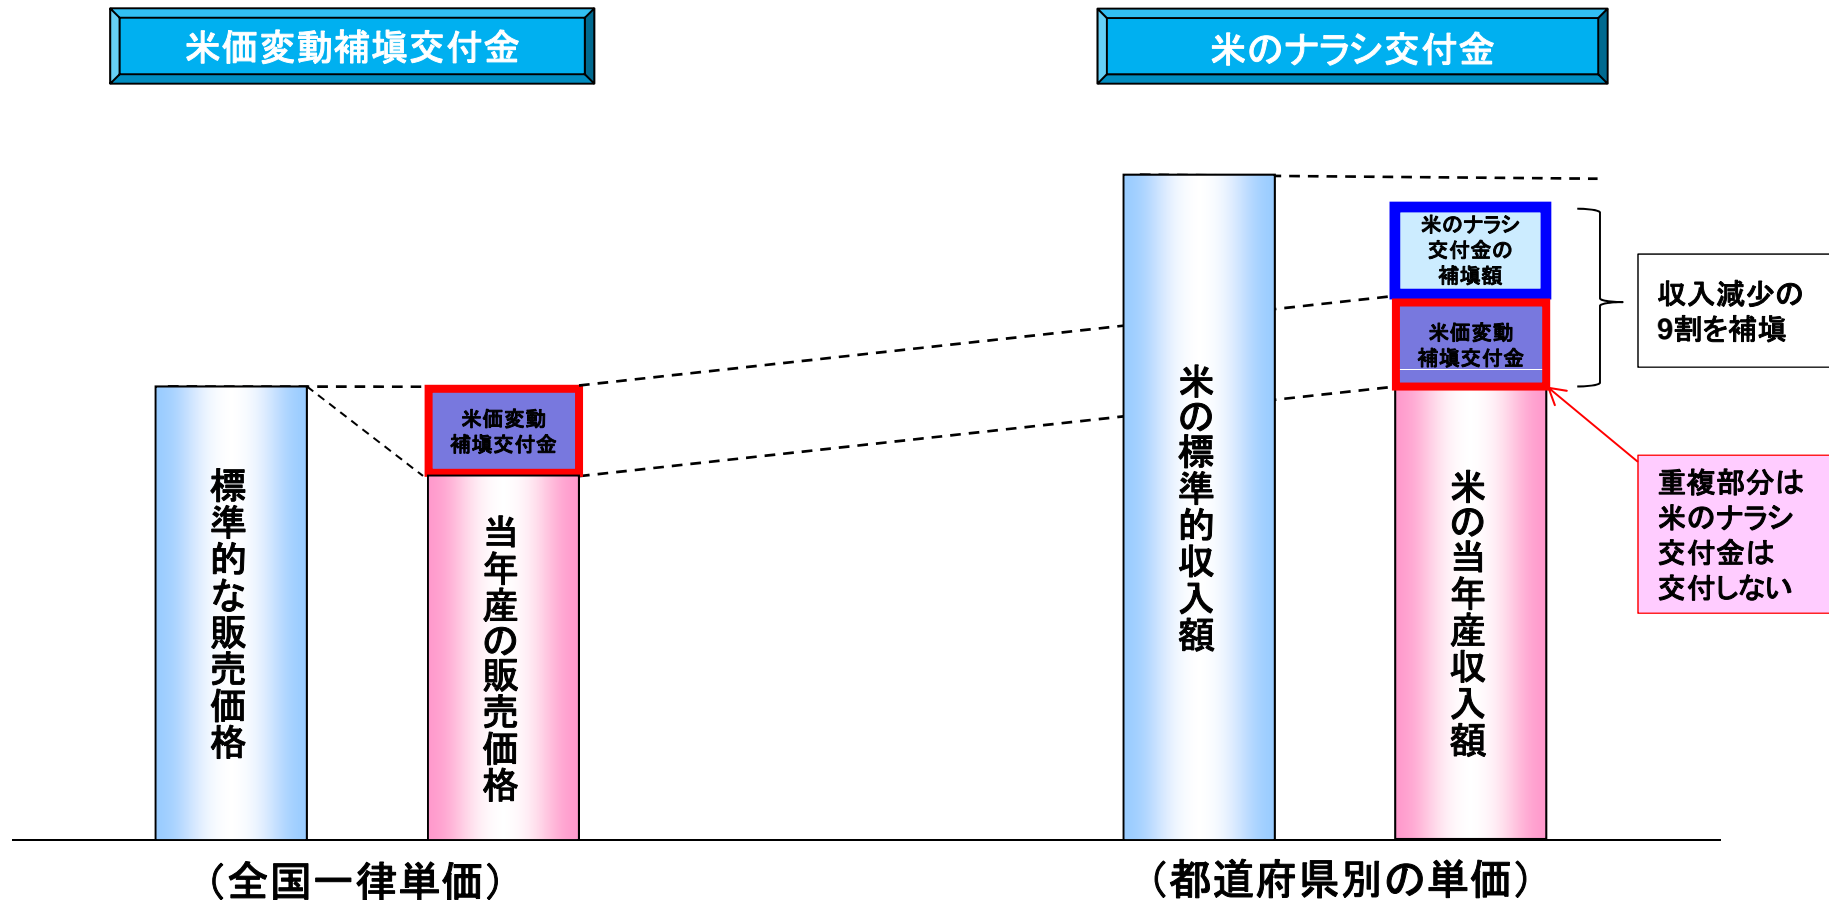 米価変動補塡交付金
米のナラシ交付金
標準的な販売価格
米価変動
補塡交付金
当年産の販売価格
(全国一律単価)
米の標準的収入額
米のナラシ
交付金の
補塡額
米価変動
補塡交付金
米の当年産収入額
収入減少の
9割を補塡
重複部分は
米のナラシ
交付金は
交付しない
(都道府県別の単価)